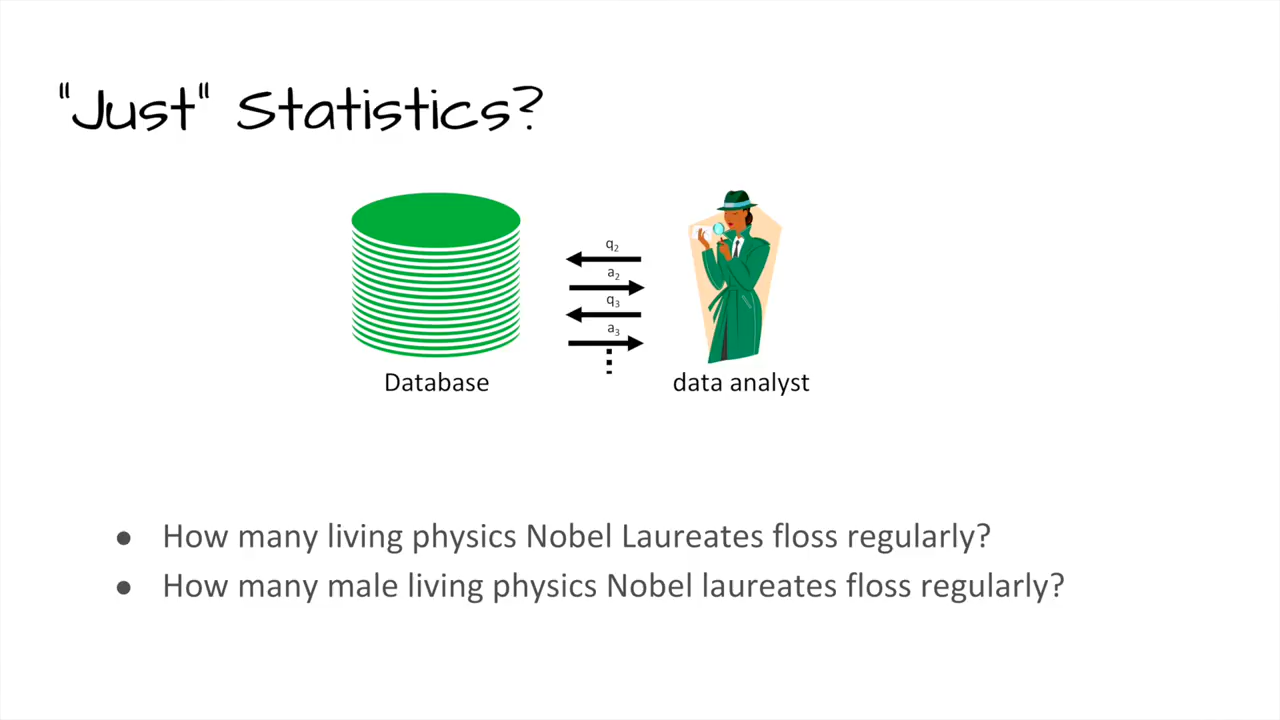 "Just" Statistics?
q2
a2
q3
a3
Database
data analyst
● How many living physics Nobel Laureates floss regularly?
● How many male living physics Nobel laureates floss regularly?